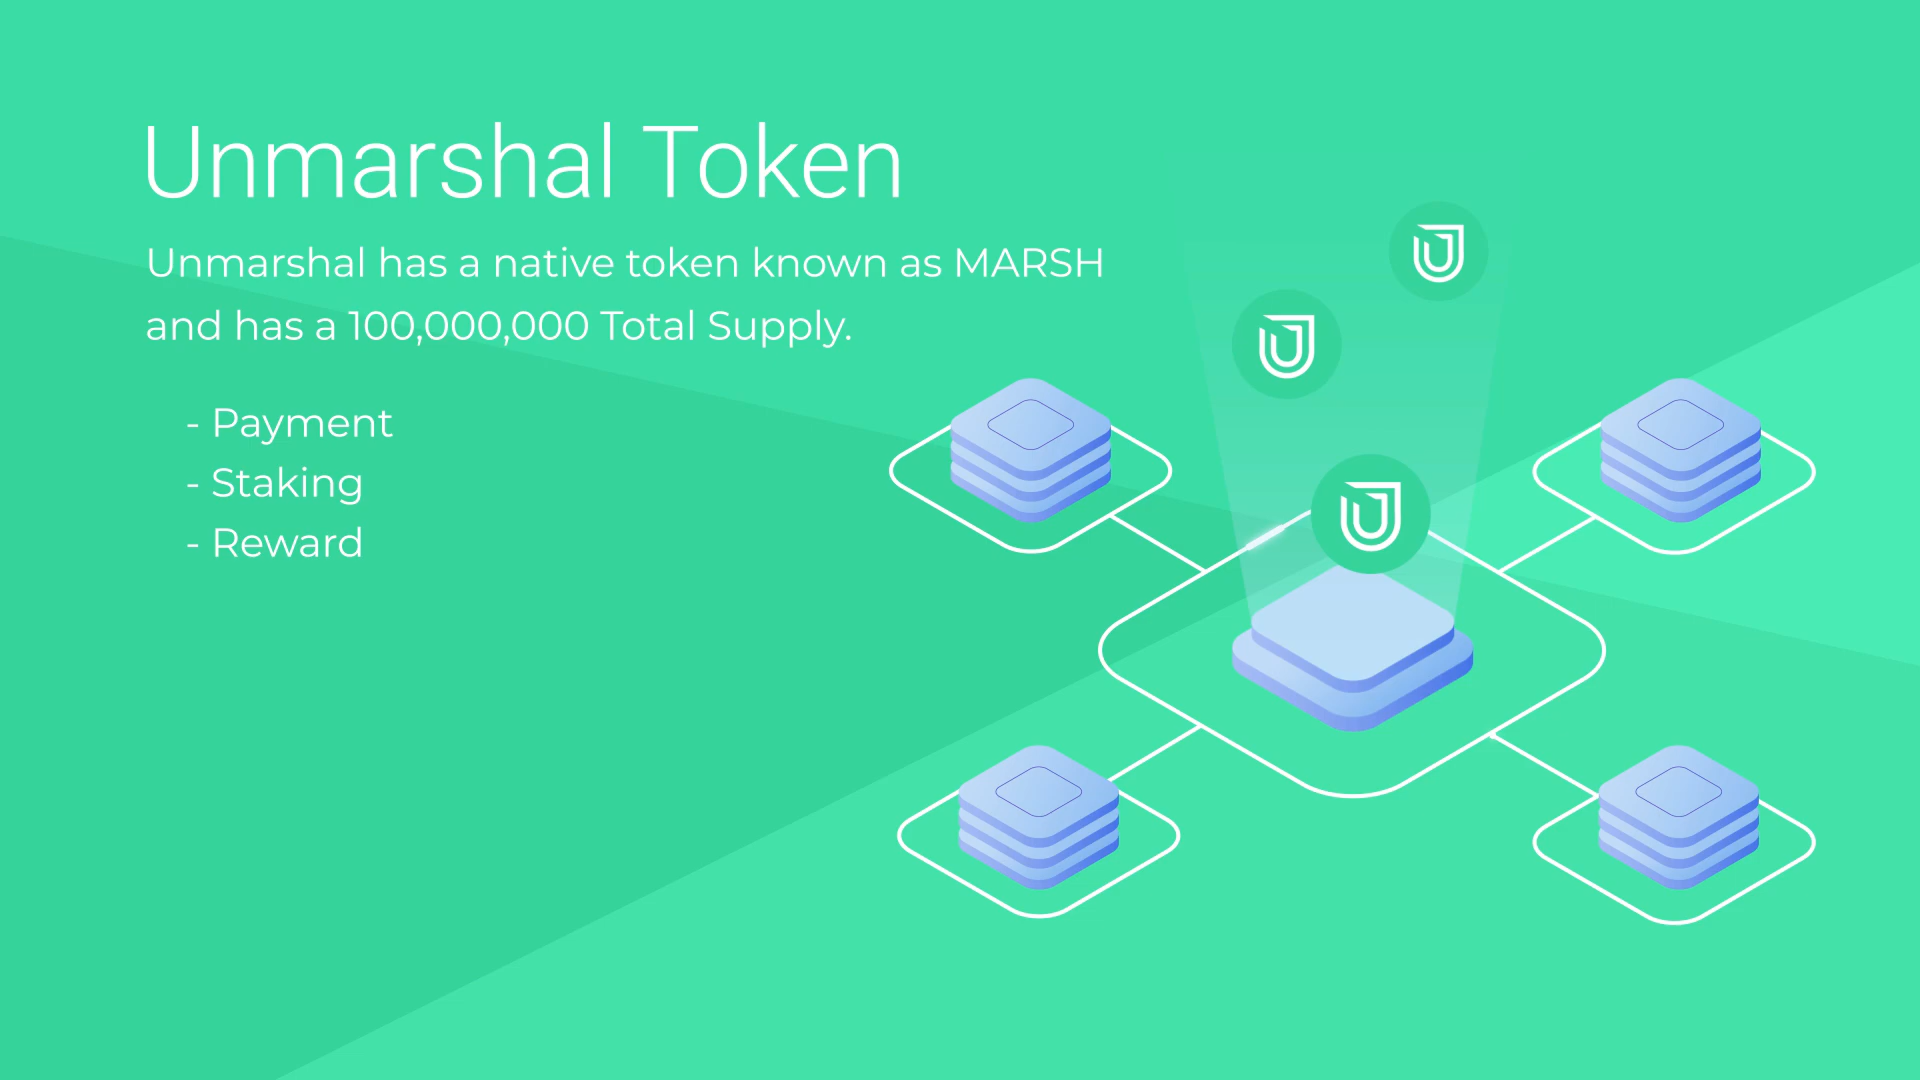 Unmarshal Token
Unmarshal has a native token known as MARSH
and has a 100,000,000 Total Supply.
- Payment
- Staking
- Reward